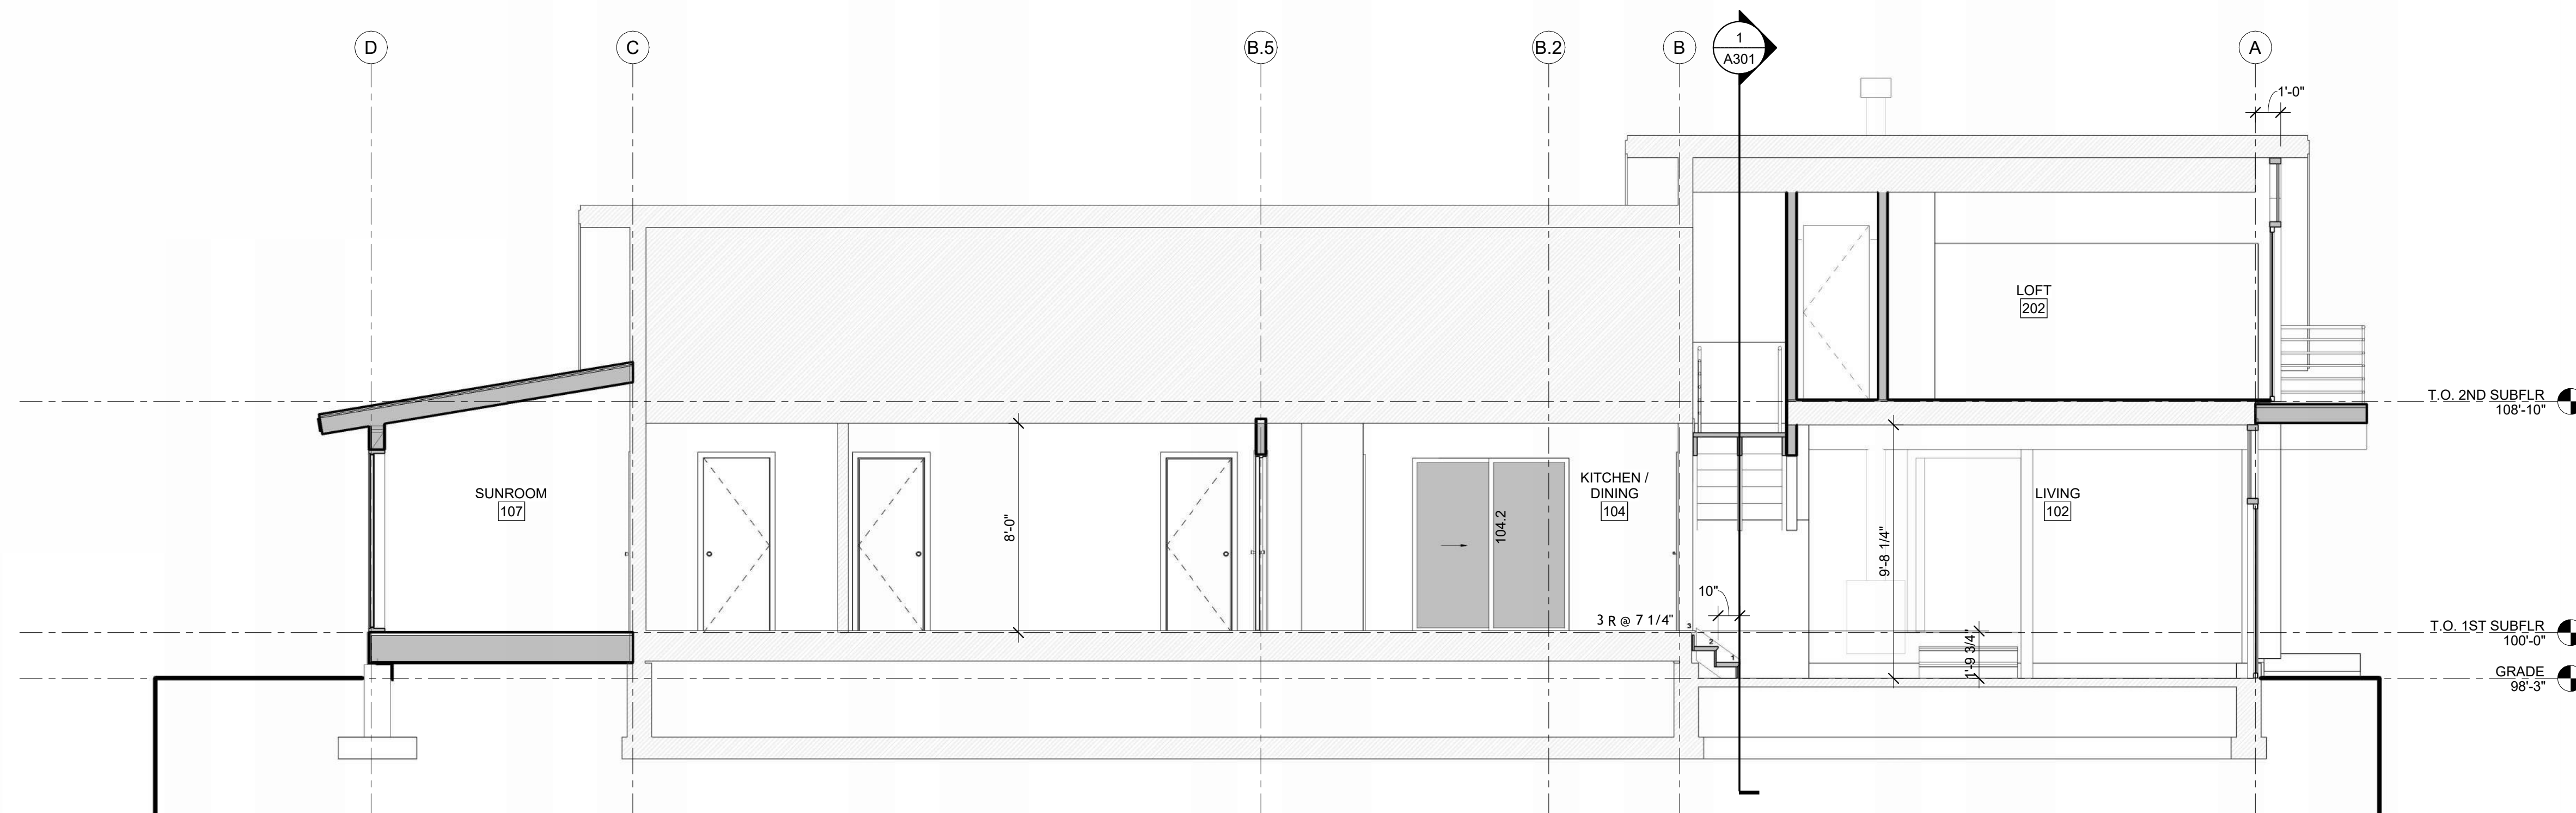 D
C
B.5
B.2
B
1
A301
A
1'-0"
LOFT
202
T.O. 2ND SUBFLR
108'-10"
SUNROOM
107
8'-0"
104.2
KITCHEN /
DINING
104
LIVING
102
9'-8 1/4"
10"
3 R @ 7 1/4"
3
2
1
1'-9 3/4"
T.O. 1ST SUBFLR
100'-0"
GRADE
98'-3"